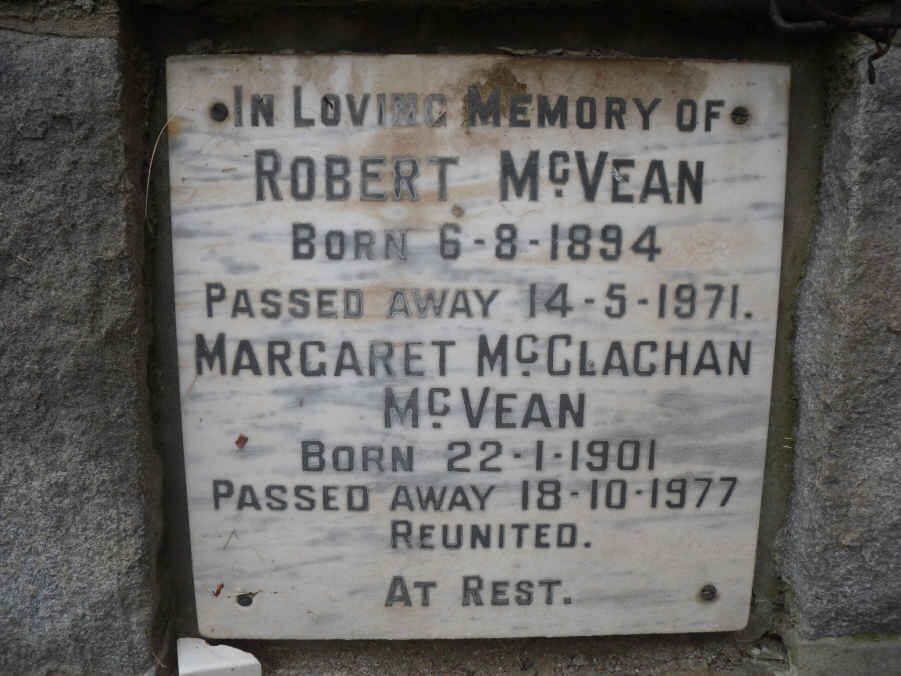 In Loving Memory of
Robert McVean
Born 6-8-1894
Passed away 14-5-1971.
Margaret McClachan
McVean
Born 22-1-1901
Passed away 18-10-1977
Reunited.
At Rest.